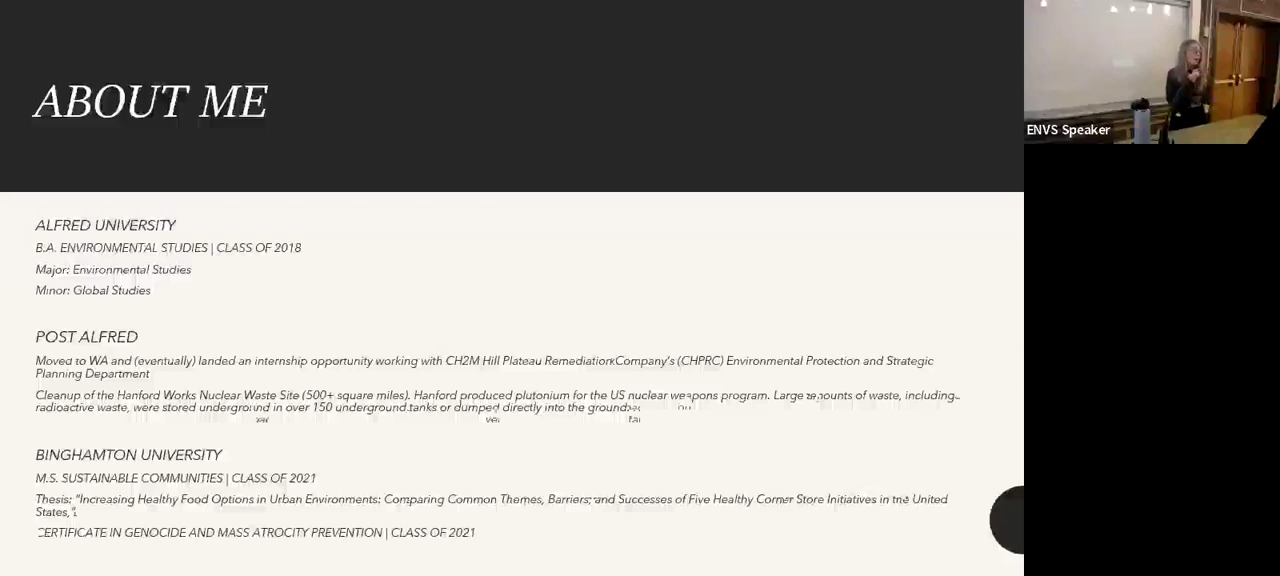 ABOUT ME
ENVS Speaker
ALFRED UNIVERSITY
B.A. ENVIRONMENTAL STUDIES | CLASS OF 2018
Major: Environmental Studies
Minor: Global Studies
POST ALFRED
Moved to WA and (eventually) landed an internship opportunity working with CH2M Hill Plateau Remediation Company's (CHPRC) Environmental Protection and Strategic
Planning Department
Cleanup of the Hanford Works Nuclear Waste Site (500+ square miles). Hanford produced plutonium for the US nuclear weapons program. Large amounts of waste, including
radioactive waste, were stored underground in over 150 underground tanks or dumped directly into the ground
BINGHAMTON UNIVERSITY
M.S. SUSTAINABLE COMMUNITIES | CLASS OF 2021
Thesis: "Increasing Healthy Food Options in Urban Environments: Comparing Common Themes, Barriers, and Successes of Five Healthy Corner Store Initiatives in the United
States,"
CERTIFICATE IN GENOCIDE AND MASS ATROCITY PREVENTION | CLASS OF 2021